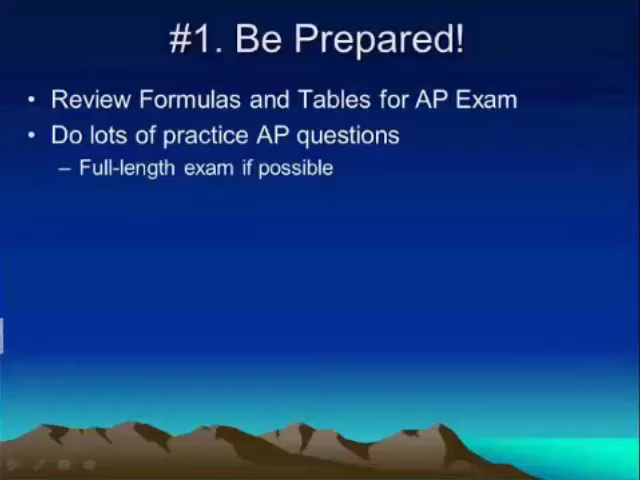 #1. Be Prepared!
• Review Formulas and Tables for AP Exam
• Do lots of practice AP questions
– Full-length exam if possible